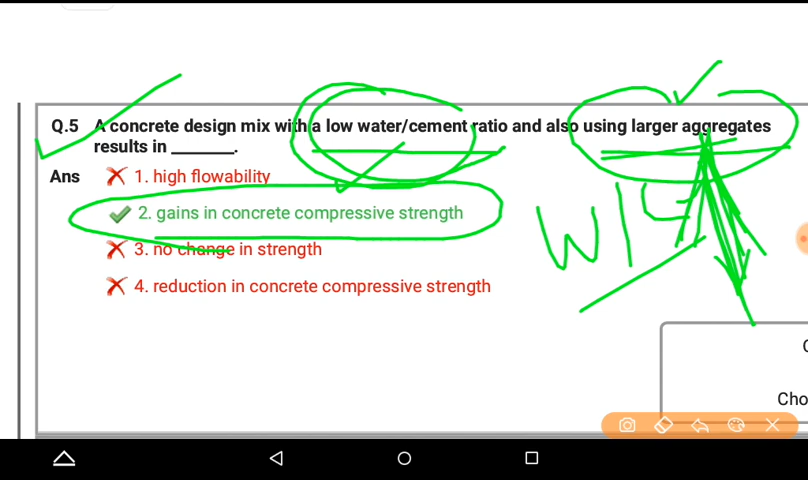 Q.5 A concrete design mix with a low water/cement ratio and also using larger aggregates
results in ______.
Ans 1. high flowability
2. gains in concrete compressive strength
3. no change in strength
4. reduction in concrete compressive strength
W/C
Cho